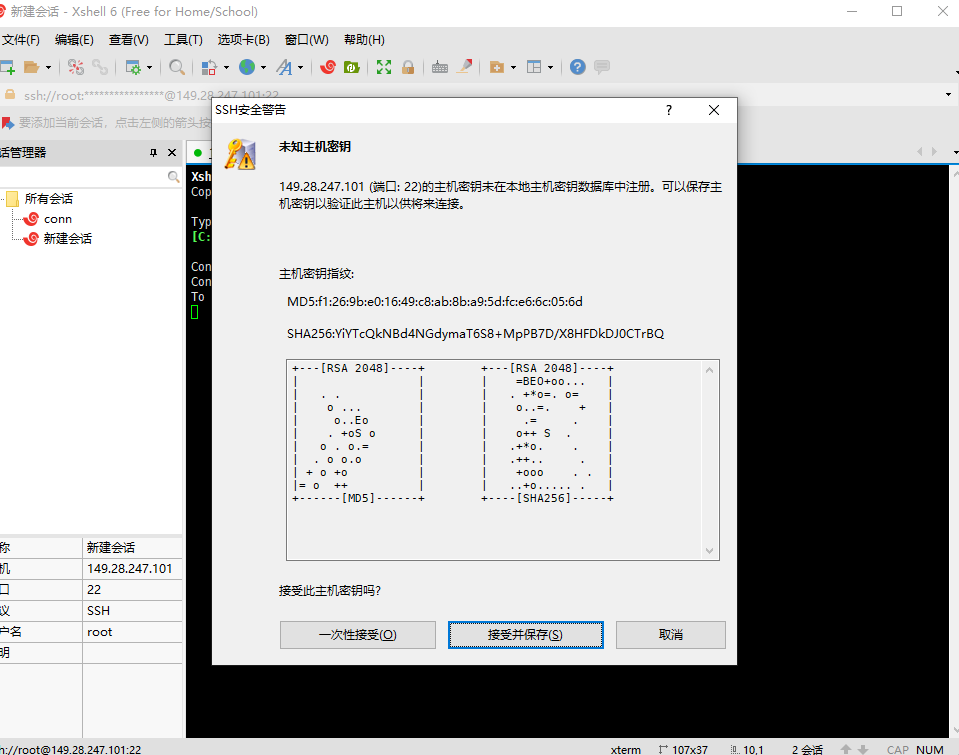 新建会话 - Xshell 6 (Free for Home/School)
文件(F) 编辑(E) 查看(V) 工具(T) 选项卡(B) 窗口(W) 帮助(H)
ssh://root:****************@149.28.247.101:22
要添加当前会话，点击左侧的箭头按
话管理器
所有会话
conn
新建会话
称 新建会话
机 149.28.247.101
口 22
议 SSH
户名 root
明
Xsh
Cop
Typ
[C:
Con
Con
To
SSH安全警告
未知主机密钥
149.28.247.101 (端口: 22)的主机密钥未在本地主机密钥数据库中注册。可以保存主
机密钥以验证此主机以供将来连接。
主机密钥指纹:
MD5:f1:26:9b:e0:16:49:c8:ab:8b:a9:5d:fc:e6:6c:05:6d
SHA256:YiYTcQkNBd4NGdymaT6S8+MpPB7D/X8HFDkDJ0CTrBQ
+---[RSA 2048]----+ +---[RSA 2048]----+
|                 | |    =BEO+oo...   |
|   . .           | |   . +*o=. o=    |
|    o ...        | |    o..=.    +   |
|     o..Eo       | |     .=     .    |
|    . +oS o      | |    o++ S  .     |
|   o . o.=       | |   .+*o.    .    |
|  . o o.o        | |   .++..     .   |
| + o +o          | |    +ooo    . .  |
|= o  ++          | |   ..+o..... .   |
+------[MD5]------+ +----[SHA256]-----+
接受此主机密钥吗?
一次性接受(O) 接受并保存(S) 取消
h://root@149.28.247.101:22 xterm 107x37 10,1 2 会话 CAP NUM